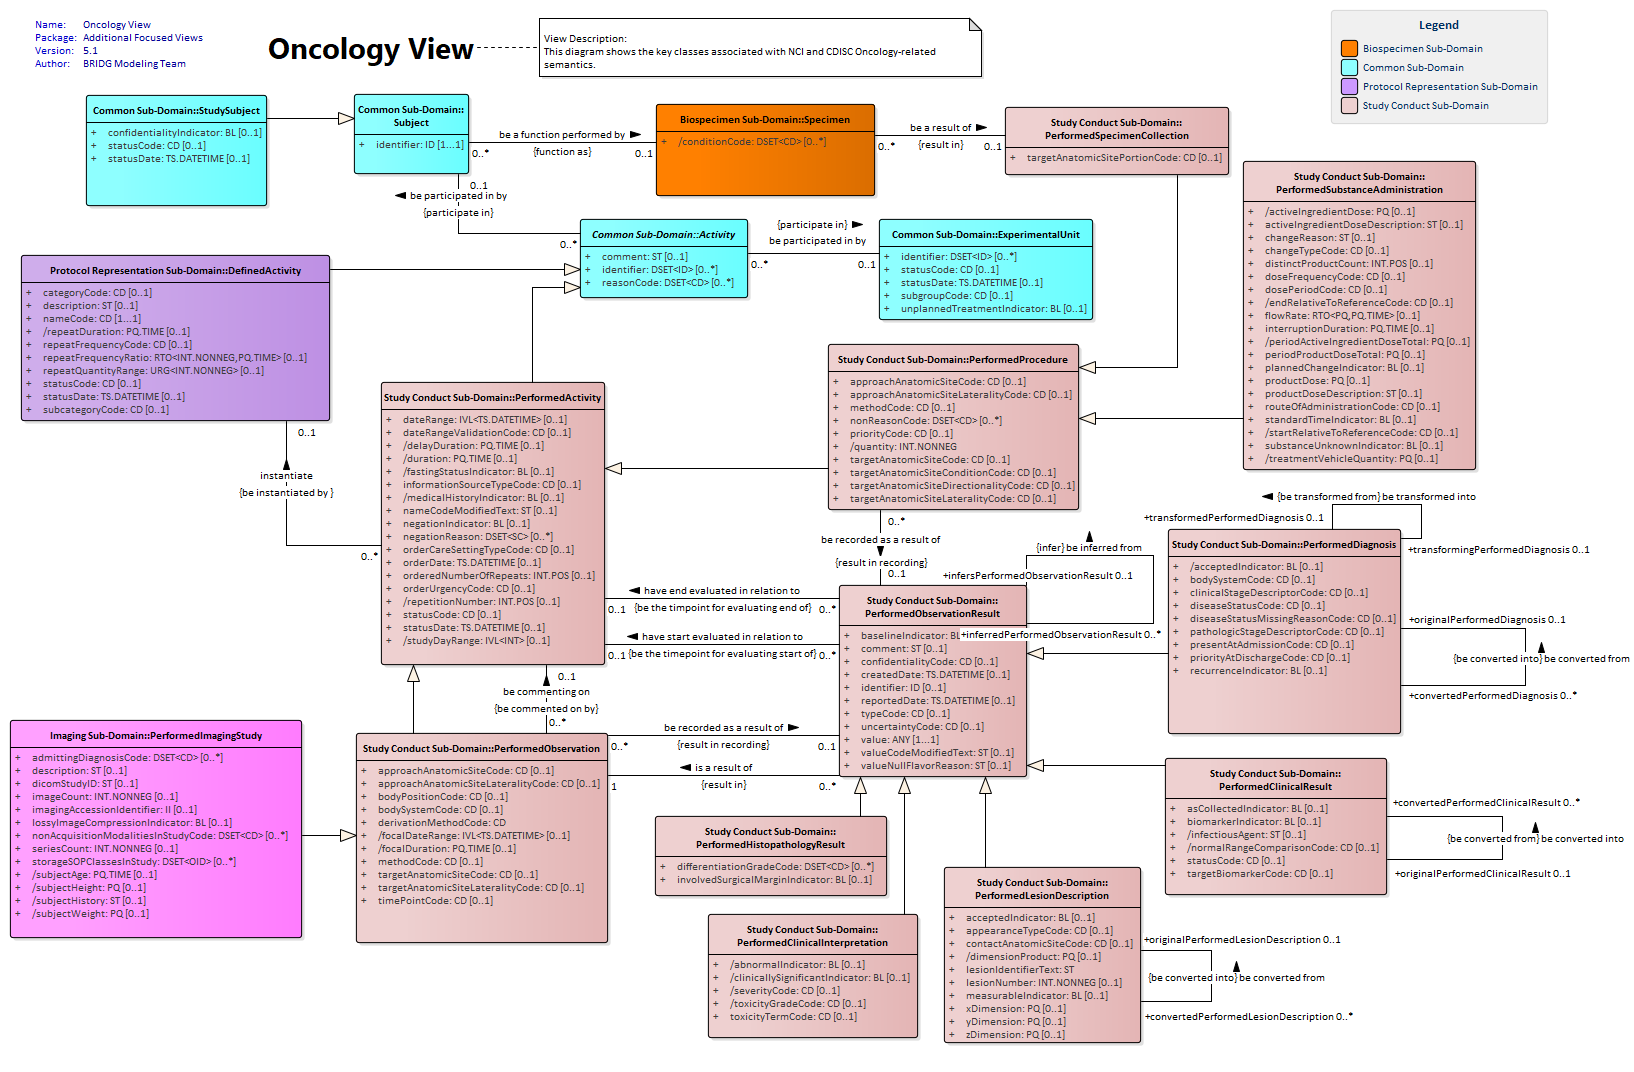 Name: Oncology View
Package: Additional Focused Views
Version: 5.1
Author: BRIDG Modeling Team
Oncology View
View Description:
This diagram shows the key classes associated with NCI and CDISC Oncology-related
semantics.
Legend
Biospecimen Sub-Domain
Common Sub-Domain
Protocol Representation Sub-Domain
Study Conduct Sub-Domain
Common Sub-Domain::StudySubject
+ confidentialityIndicator: BL [0..1]
+ statusCode: CD [0..1]
+ statusDate: TS.DATETIME [0..1]
Common Sub-Domain::
Subject
+ identifier: ID [1...1]
be a function performed by ►
{function as}
0..*
0..1
Biospecimen Sub-Domain::Specimen
+ /conditionCode: DSET<CD> [0..*]
be a result of ►
{result in}
0..*
0..1
Study Conduct Sub-Domain::
PerformedSpecimenCollection
+ targetAnatomicSitePortionCode: CD [0..1]
0..1
◄ be participated in by
{participate in}
0..*
Common Sub-Domain::Activity
+ comment: ST [0..1]
+ identifier: DSET<ID> [0..*]
+ reasonCode: DSET<CD> [0..*]
{participate in} ►
be participated in by
0..*
0..1
Common Sub-Domain::ExperimentalUnit
+ identifier: DSET<ID> [0..*]
+ statusCode: CD [0..1]
+ statusDate: TS.DATETIME [0..1]
+ subgroupCode: CD [0..1]
+ unplannedTreatmentIndicator: BL [0..1]
Study Conduct Sub-Domain::
PerformedSubstanceAdministration
+ /activeIngredientDose: PQ [0..1]
+ activeIngredientDoseDescription: ST [0..1]
+ changeReason: ST [0..1]
+ changeTypeCode: CD [0..1]
+ distinctProductCount: INT.POS [0..1]
+ doseFrequencyCode: CD [0..1]
+ dosePeriodCode: CD [0..1]
+ /endRelativeToReferenceCode: CD [0..1]
+ flowRate: RTO<PQ,PQ.TIME> [0..1]
+ interruptionDuration: PQ.TIME [0..1]
+ /periodActiveIngredientDoseTotal: PQ [0..1]
+ periodProductDoseTotal: PQ [0..1]
+ plannedChangeIndicator: BL [0..1]
+ productDose: PQ [0..1]
+ productDoseDescription: ST [0..1]
+ routeOfAdministrationCode: CD [0..1]
+ standardTimeIndicator: BL [0..1]
+ /startRelativeToReferenceCode: CD [0..1]
+ substanceUnknownIndicator: BL [0..1]
+ /treatmentVehicleQuantity: PQ [0..1]
Protocol Representation Sub-Domain::DefinedActivity
+ categoryCode: CD [0..1]
+ description: ST [0..1]
+ nameCode: CD [1...1]
+ /repeatDuration: PQ.TIME [0..1]
+ repeatFrequencyCode: CD [0..1]
+ repeatFrequencyRatio: RTO<INT.NONNEG,PQ.TIME> [0..1]
+ repeatQuantityRange: URG<INT.NONNEG> [0..1]
+ statusCode: CD [0..1]
+ statusDate: TS.DATETIME [0..1]
+ subcategoryCode: CD [0..1]
0..1
instantiate
{be instantiated by }
0..*
Study Conduct Sub-Domain::PerformedActivity
+ dateRange: IVL<TS.DATETIME> [0..1]
+ dateRangeValidationCode: CD [0..1]
+ /delayDuration: PQ.TIME [0..1]
+ /duration: PQ.TIME [0..1]
+ /fastingStatusIndicator: BL [0..1]
+ informationSourceTypeCode: CD [0..1]
+ /medicalHistoryIndicator: BL [0..1]
+ nameCodeModifiedText: ST [0..1]
+ negationIndicator: BL [0..1]
+ negationReason: DSET<SC> [0..*]
+ orderCareSettingTypeCode: CD [0..1]
+ orderDate: TS.DATETIME [0..1]
+ orderedNumberOfRepeats: INT.POS [0..1]
+ orderUrgencyCode: CD [0..1]
+ /repetitionNumber: INT.POS [0..1]
+ statusCode: CD [0..1]
+ statusDate: TS.DATETIME [0..1]
+ /studyDayRange: IVL<INT> [0..1]
Study Conduct Sub-Domain::PerformedProcedure
+ approachAnatomicSiteCode: CD [0..1]
+ approachAnatomicSiteLateralityCode: CD [0..1]
+ methodCode: CD [0..1]
+ nonReasonCode: DSET<CD> [0..*]
+ priorityCode: CD [0..1]
+ /quantity: INT.NONNEG
+ targetAnatomicSiteCode: CD [0..1]
+ targetAnatomicSiteConditionCode: CD [0..1]
+ targetAnatomicSiteDirectionalityCode: CD [0..1]
+ targetAnatomicSiteLateralityCode: CD [0..1]
0..*
be recorded as a result of
{result in recording}
0..1
{infer} be inferred from
+infersPerformedObservationResult 0..1
+inferredPerformedObservationResult 0..*
◄ have end evaluated in relation to
0..1 {be the timpoint for evaluating end of} 0..*
◄ have start evaluated in relation to
0..1 {be the timepoint for evaluating start of} 0..*
Study Conduct Sub-Domain::
PerformedObservationResult
+ baselineIndicator: BL
+ comment: ST [0..1]
+ confidentialityCode: CD [0..1]
+ createdDate: TS.DATETIME [0..1]
+ identifier: ID [0..1]
+ reportedDate: TS.DATETIME [0..1]
+ typeCode: CD [0..1]
+ uncertaintyCode: CD [0..1]
+ value: ANY [1...1]
+ valueCodeModifiedText: ST [0..1]
+ valueNullFlavorReason: ST [0..1]
◄ {be transformed from} be transformed into
+transformedPerformedDiagnosis 0..1
+transformingPerformedDiagnosis 0..1
Study Conduct Sub-Domain::PerformedDiagnosis
+ /acceptedIndicator: BL [0..1]
+ bodySystemCode: CD [0..1]
+ clinicalStageDescriptorCode: CD [0..1]
+ diseaseStatusCode: CD [0..1]
+ diseaseStatusMissingReasonCode: CD [0..1]
+ pathologicStageDescriptorCode: CD [0..1]
+ presentAtAdmissionCode: CD [0..1]
+ priorityAtDischargeCode: CD [0..1]
+ recurrenceIndicator: BL [0..1]
+originalPerformedDiagnosis 0..1
{be converted into} be converted from
+convertedPerformedDiagnosis 0..*
0..1
be commenting on
{be commented on by}
0..*
be recorded as a result of ►
0..* {result in recording} 0..1
◄ is a result of
1 {result in} 0..*
Imaging Sub-Domain::PerformedImagingStudy
+ admittingDiagnosisCode: DSET<CD> [0..*]
+ description: ST [0..1]
+ dicomStudyID: ST [0..1]
+ imageCount: INT.NONNEG [0..1]
+ imagingAccessionIdentifier: II [0..1]
+ lossyImageCompressionIndicator: BL [0..1]
+ nonAcquisitionModalitiesInStudyCode: DSET<CD> [0..*]
+ seriesCount: INT.NONNEG [0..1]
+ storageSOPClassesInStudy: DSET<OID> [0..*]
+ /subjectAge: PQ.TIME [0..1]
+ /subjectHeight: PQ [0..1]
+ /subjectHistory: ST [0..1]
+ /subjectWeight: PQ [0..1]
Study Conduct Sub-Domain::PerformedObservation
+ approachAnatomicSiteCode: CD [0..1]
+ approachAnatomicSiteLateralityCode: CD [0..1]
+ bodyPositionCode: CD [0..1]
+ bodySystemCode: CD [0..1]
+ derivationMethodCode: CD
+ /focalDateRange: IVL<TS.DATETIME> [0..1]
+ /focalDuration: PQ.TIME [0..1]
+ methodCode: CD [0..1]
+ targetAnatomicSiteCode: CD [0..1]
+ targetAnatomicSiteLateralityCode: CD [0..1]
+ timePointCode: CD [0..1]
Study Conduct Sub-Domain::
PerformedHistopathologyResult
+ differentiationGradeCode: DSET<CD> [0..*]
+ involvedSurgicalMarginIndicator: BL [0..1]
Study Conduct Sub-Domain::
PerformedClinicalInterpretation
+ /abnormalIndicator: BL [0..1]
+ /clinicallySignificantIndicator: BL [0..1]
+ /severityCode: CD [0..1]
+ /toxicityGradeCode: CD [0..1]
+ toxicityTermCode: CD [0..1]
Study Conduct Sub-Domain::
PerformedLesionDescription
+ acceptedIndicator: BL [0..1]
+ appearanceTypeCode: CD [0..1]
+ contactAnatomicSiteCode: CD [0..1]
+ /dimensionProduct: PQ [0..1]
+ lesionIdentifierText: ST
+ lesionNumber: INT.NONNEG [0..1]
+ measurableIndicator: BL [0..1]
+ xDimension: PQ [0..1]
+ yDimension: PQ [0..1]
+ zDimension: PQ [0..1]
+originalPerformedLesionDescription 0..1
{be converted into} be converted from
+convertedPerformedLesionDescription 0..*
Study Conduct Sub-Domain::
PerformedClinicalResult
+ asCollectedIndicator: BL [0..1]
+ biomarkerIndicator: BL [0..1]
+ /infectiousAgent: ST [0..1]
+ /normalRangeComparisonCode: CD [0..1]
+ statusCode: CD [0..1]
+ targetBiomarkerCode: CD [0..1]
+convertedPerformedClinicalResult 0..*
{be converted from} be converted into
+originalPerformedClinicalResult 0..1